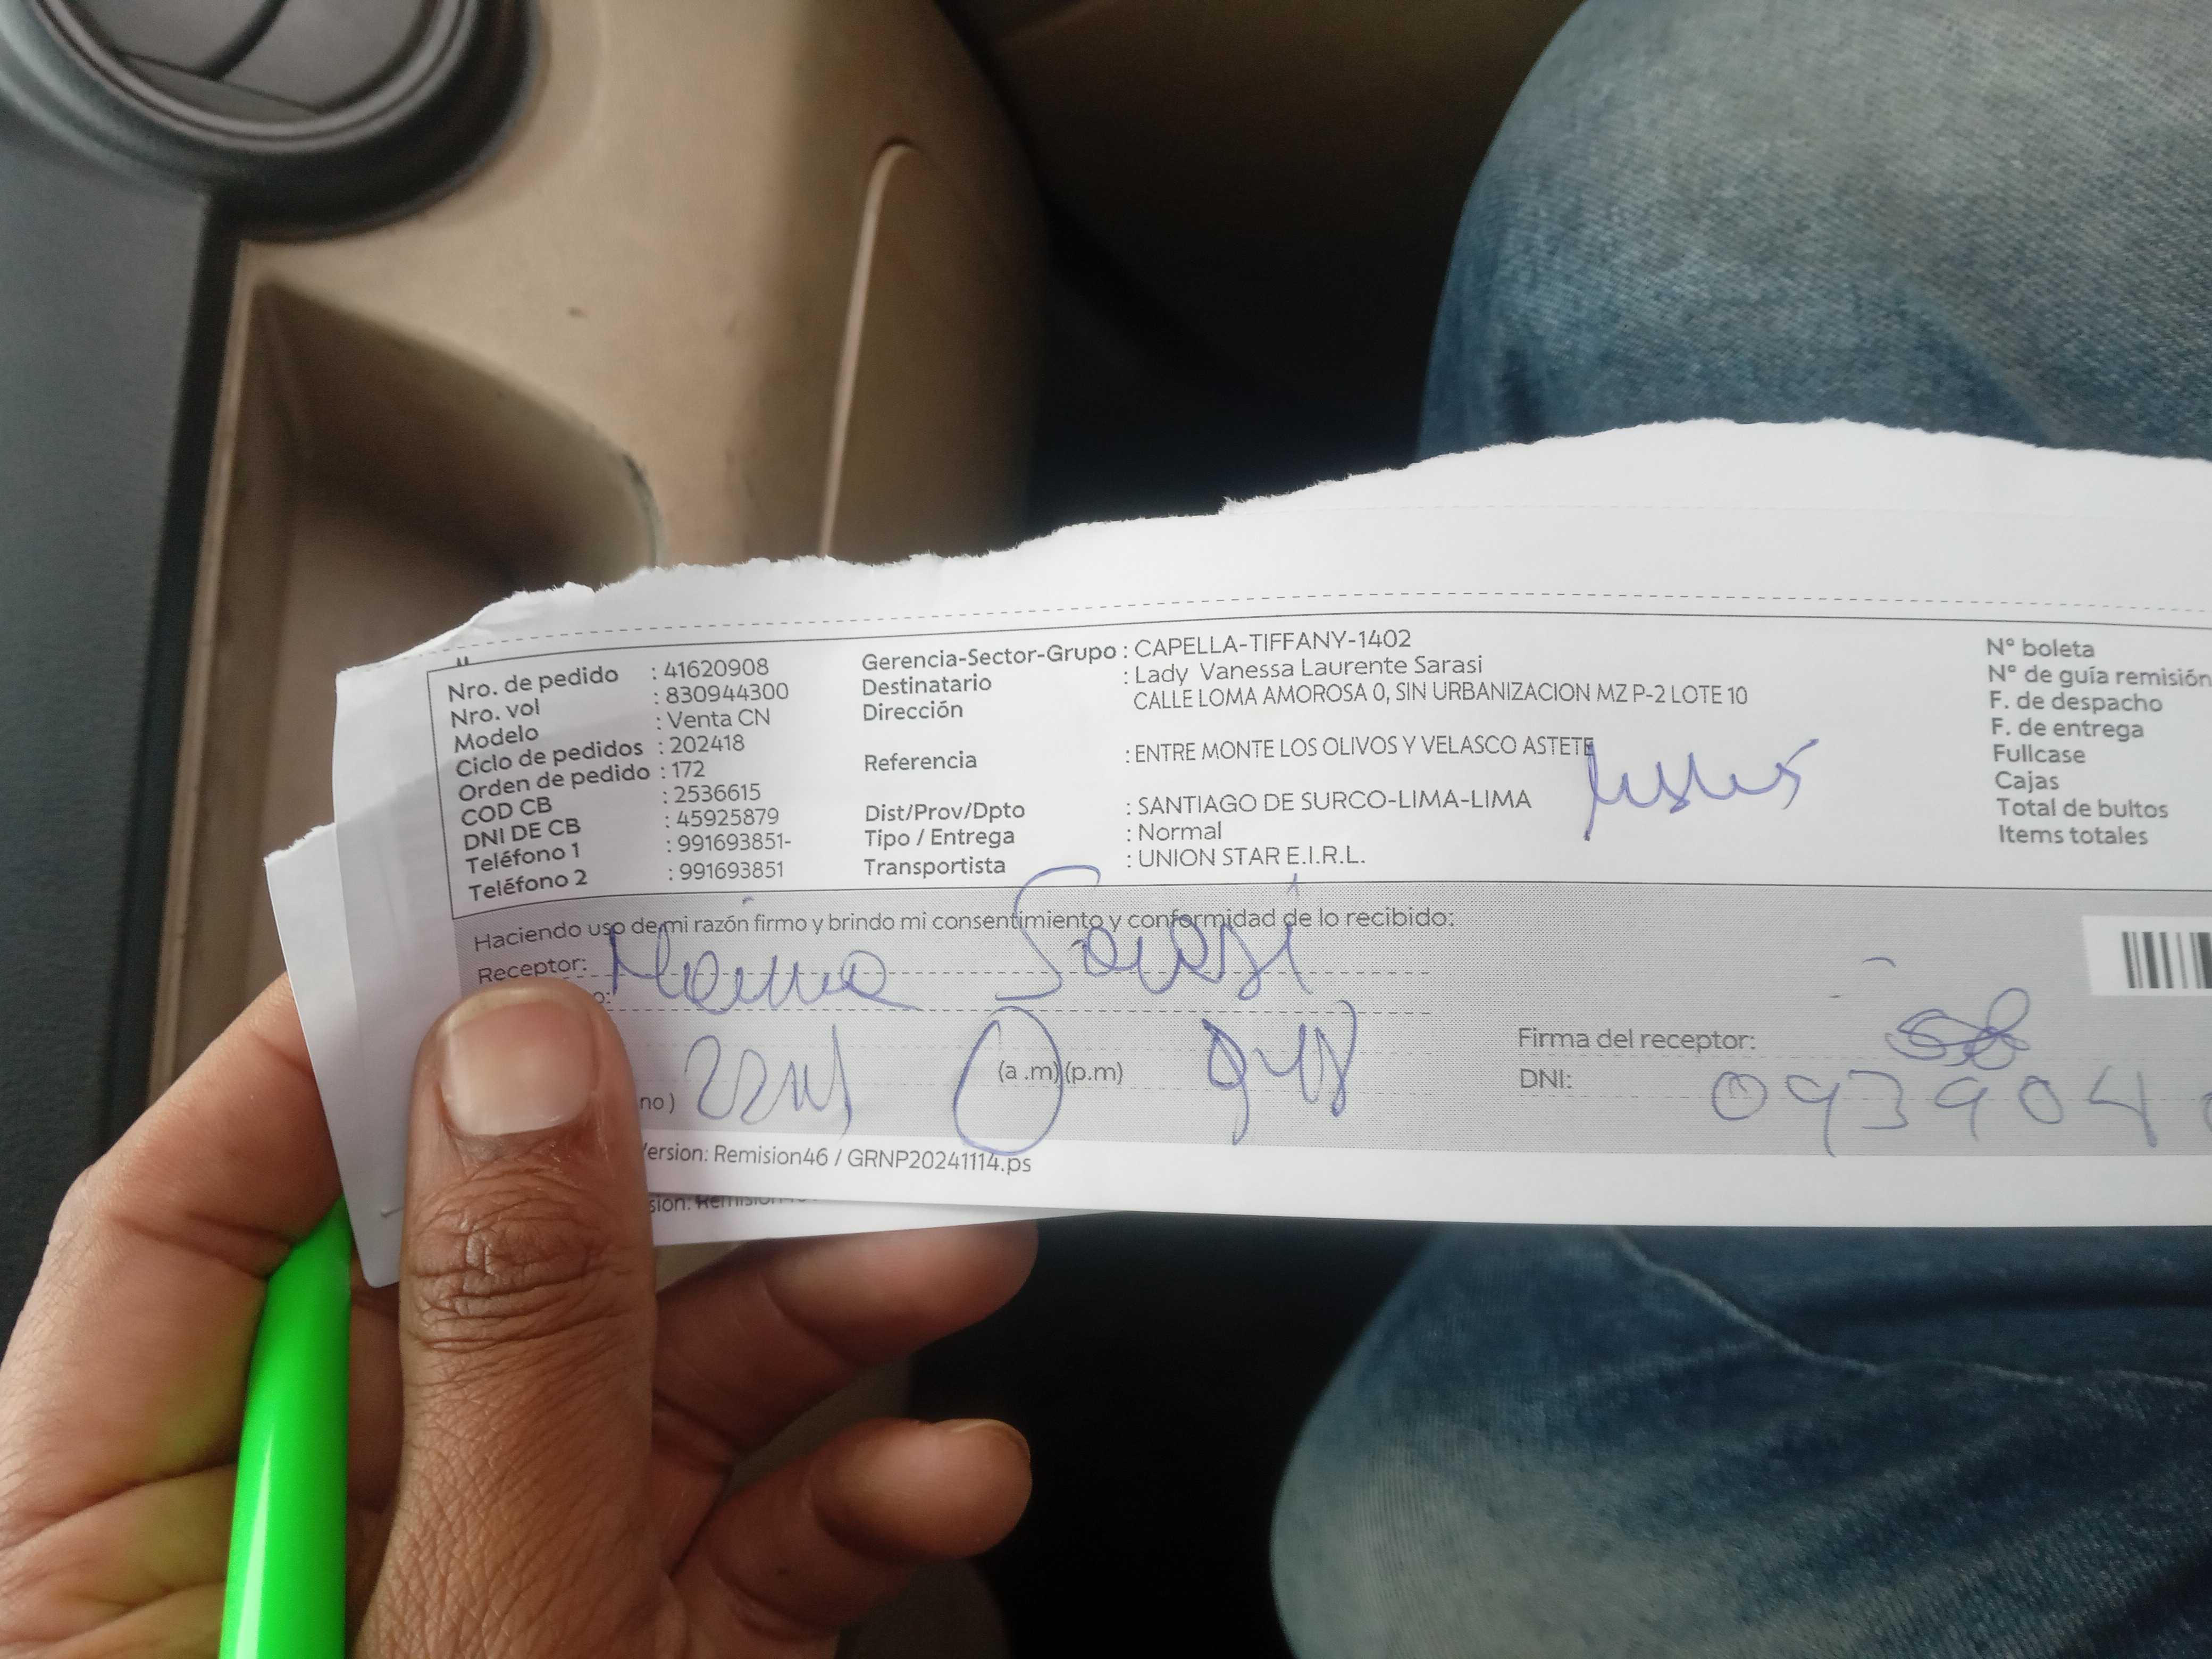 Nro. de pedido : 41620908
Nro. vol : 830944300
Modelo : Venta CN
Ciclo de pedidos : 202418
Orden de pedido : 172
COD CB : 2536615
DNI DE CB : 45925879
Teléfono 1 : 991693851-
Teléfono 2 : 991693851
Gerencia-Sector-Grupo : CAPELLA-TIFFANY-1402
Destinatario : Lady Vanessa Laurente Sarasi
Dirección CALLE LOMA AMOROSA 0, SIN URBANIZACION MZ P-2 LOTE 10
Referencia : ENTRE MONTE LOS OLIVOS Y VELASCO ASTETE
Dist/Prov/Dpto : SANTIAGO DE SURCO-LIMA-LIMA
Tipo / Entrega : Normal
Transportista : UNION STAR E.I.R.L.
N° boleta
N° de guía remisión
F. de despacho
F. de entrega
Fullcase
Cajas
Total de bultos
Items totales
Haciendo uso de mi razón firmo y brindo mi consentimiento y conformidad de lo recibido:
Receptor: Sarasi
o:
(a .m) (p.m)
no)
Firma del receptor:
DNI: 093904
Version: Remision46 / GRNP20241114.ps
sion: Remision